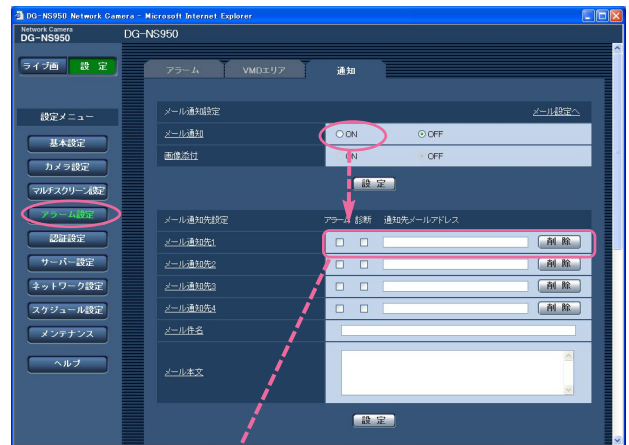 DG-NS950 Network Camera - Microsoft Internet Explorer
Network Camera
DG-NS950
DG-NS950
ライブ画 設 定
アラーム VMDエリア 通知
設定メニュー
基本設定
カメラ設定
マルチスクリーン設定
アラーム設定
認証設定
サーバー設定
ネットワーク設定
スケジュール設定
メンテナンス
ヘルプ
メール通知設定 メール設定へ
メール通知 ON OFF
画像添付 ON OFF
設 定
メール通知先設定 アラーム 診断 通知先メールアドレス
メール通知先1 削 除
メール通知先2 削 除
メール通知先3 削 除
メール通知先4 削 除
メール件名
メール本文
設 定